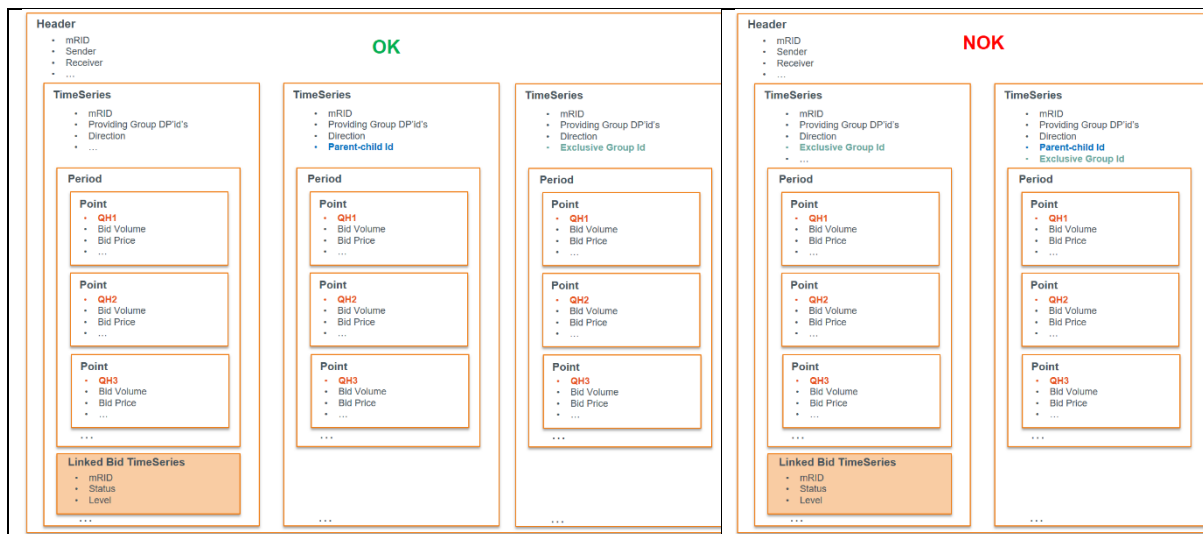 Header
• mRID
• Sender
• Receiver
• …
OK
TimeSeries
• mRID
• Providing Group DP'id's
• Direction
• …
Period
Point
• QH1
• Bid Volume
• Bid Price
• …
Point
• QH2
• Bid Volume
• Bid Price
• …
Point
• QH3
• Bid Volume
• Bid Price
• …
…
Linked Bid TimeSeries
• mRID
• Status
• Level
…
TimeSeries
• mRID
• Providing Group DP'id's
• Direction
• Parent-child Id
Period
Point
• QH1
• Bid Volume
• Bid Price
• …
Point
• QH2
• Bid Volume
• Bid Price
• …
Point
• QH3
• Bid Volume
• Bid Price
• …
…
…
TimeSeries
• mRID
• Providing Group DP'id's
• Direction
• Exclusive Group Id
Period
Point
• QH1
• Bid Volume
• Bid Price
• …
Point
• QH2
• Bid Volume
• Bid Price
• …
Point
• QH3
• Bid Volume
• Bid Price
• …
…
…
Header
• mRID
• Sender
• Receiver
• …
NOK
TimeSeries
• mRID
• Providing Group DP'id's
• Direction
• Exclusive Group Id
• …
Period
Point
• QH1
• Bid Volume
• Bid Price
• …
Point
• QH2
• Bid Volume
• Bid Price
• …
Point
• QH3
• Bid Volume
• Bid Price
• …
…
Linked Bid TimeSeries
• mRID
• Status
• Level
…
TimeSeries
• mRID
• Providing Group DP'id's
• Direction
• Parent-child Id
• Exclusive Group Id
Period
Point
• QH1
• Bid Volume
• Bid Price
• …
Point
• QH2
• Bid Volume
• Bid Price
• …
Point
• QH3
• Bid Volume
• Bid Price
• …
…
…